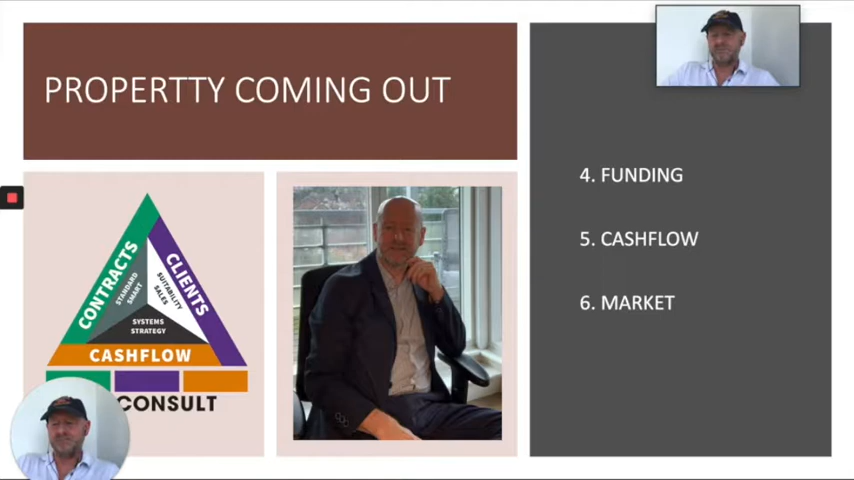 PROPERTTY COMING OUT
CONTRACTS
STANDARD
SMART
CLIENTS
SUITABILITY
SALES
SYSTEMS
STRATEGY
CASHFLOW
CONSULT
4. FUNDING
5. CASHFLOW
6. MARKET